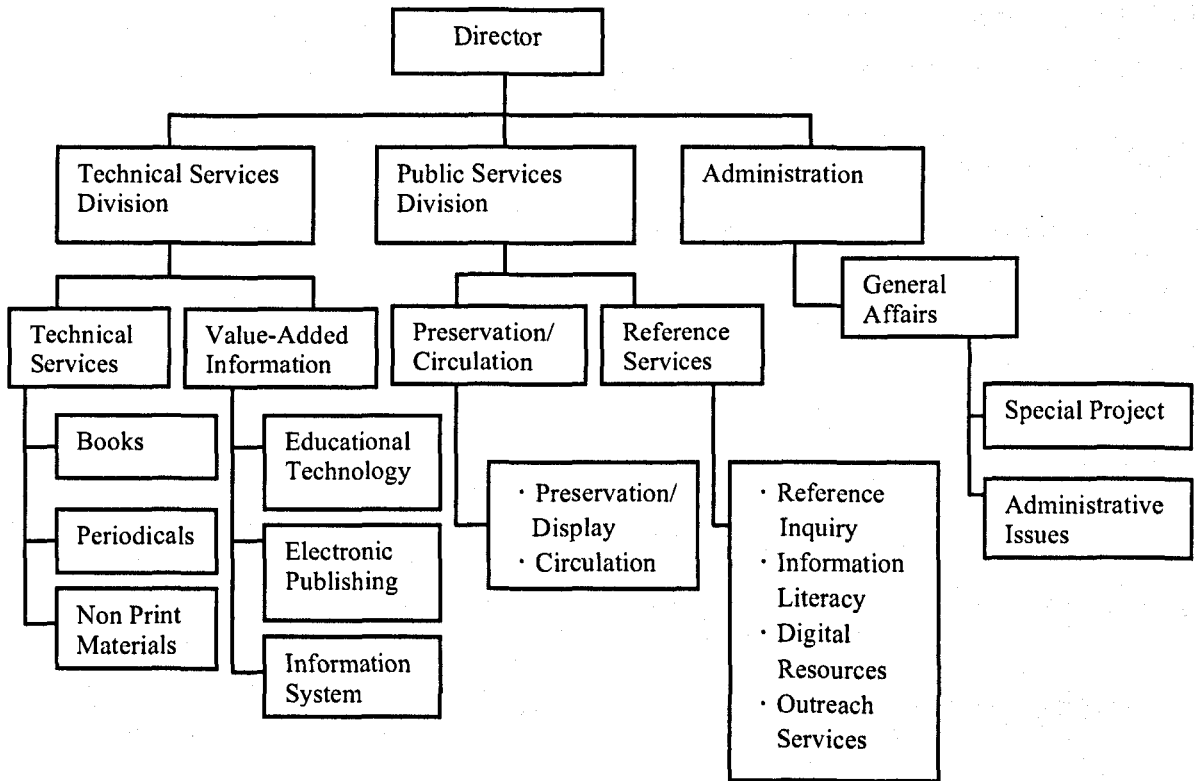 Director
Technical Services
Division
Public Services
Division
Administration
General
Affairs
Technical
Services
Value-Added
Information
Preservation/
Circulation
Reference
Services
Books
Periodicals
Non Print
Materials
Educational
Technology
Electronic
Publishing
Information
System
· Preservation/
Display
· Circulation
· Reference
Inquiry
· Information
Literacy
· Digital
Resources
· Outreach
Services
Special Project
Administrative
Issues